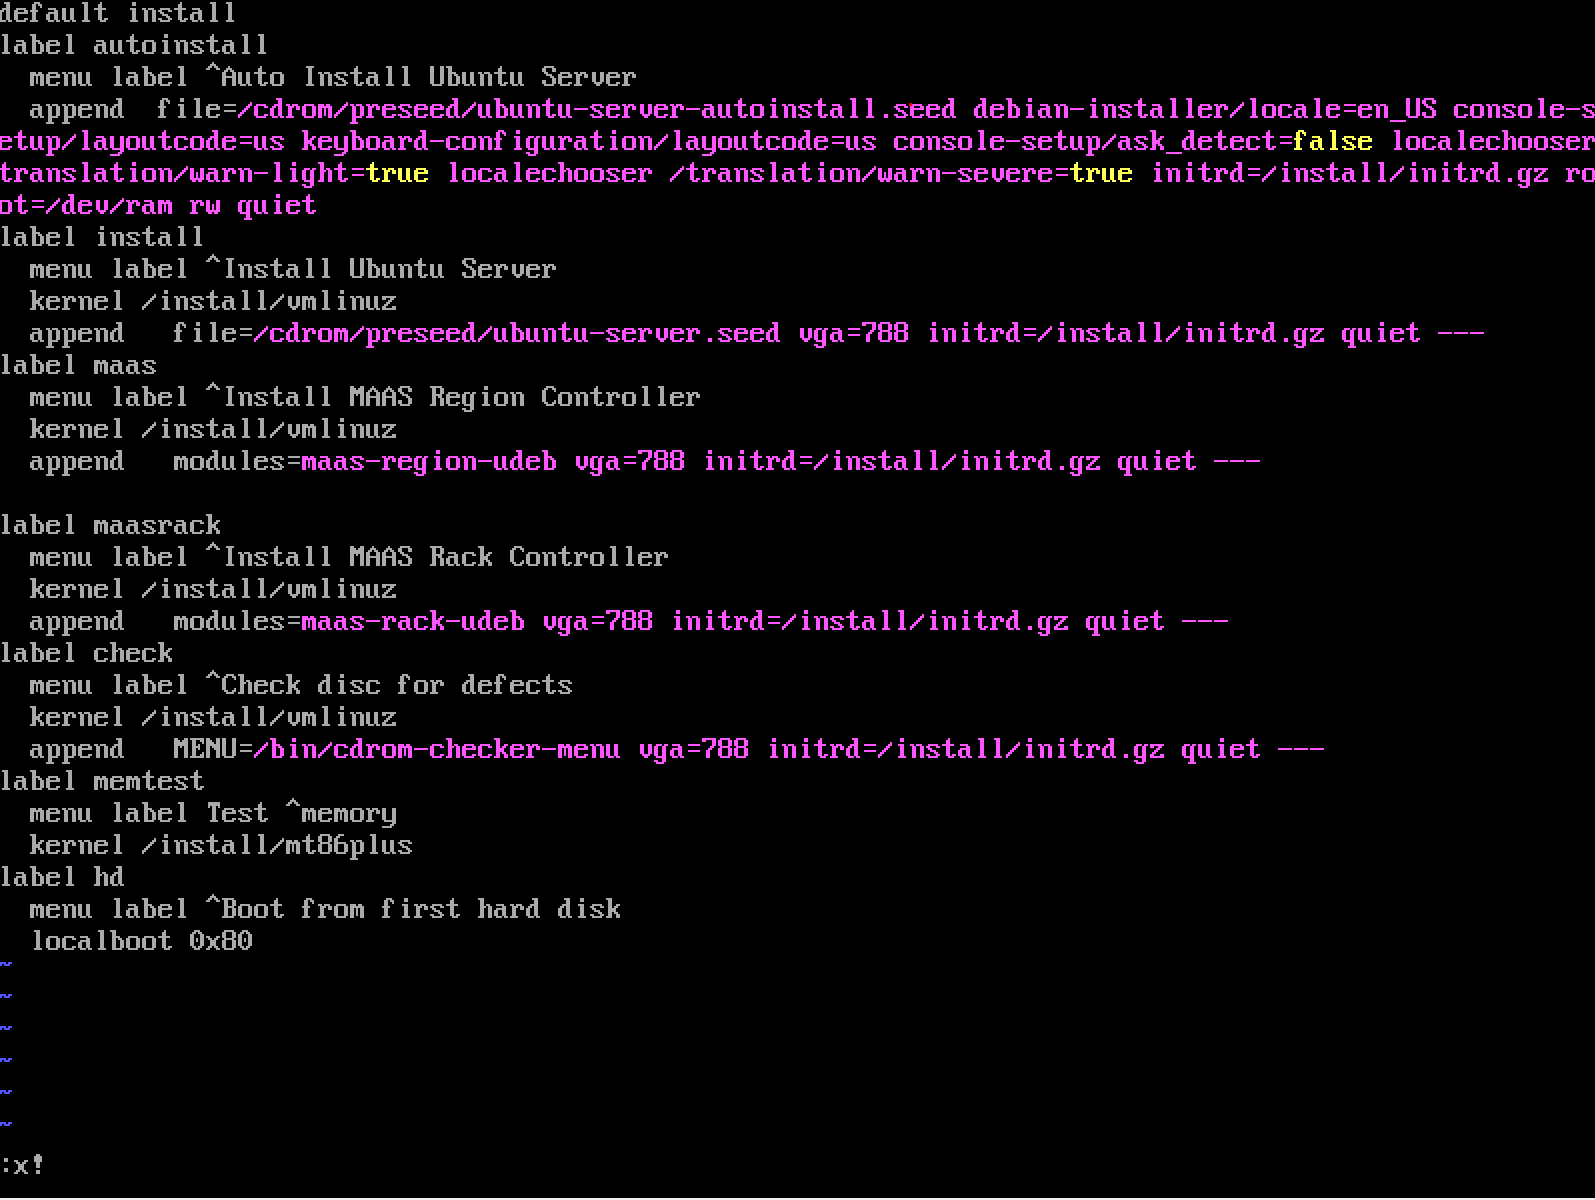 default install
label autoinstall
  menu label ^Auto Install Ubuntu Server
  append  file=/cdrom/preseed/ubuntu-server-autoinstall.seed debian-installer/locale=en_US console-s
etup/layoutcode=us keyboard-configuration/layoutcode=us console-setup/ask_detect=false localechooser
translation/warn-light=true localechooser /translation/warn-severe=true initrd=/install/initrd.gz ro
ot=/dev/ram rw quiet
label install
  menu label ^Install Ubuntu Server
  kernel /install/vmlinuz
  append   file=/cdrom/preseed/ubuntu-server.seed vga=788 initrd=/install/initrd.gz quiet ---
label maas
  menu label ^Install MAAS Region Controller
  kernel /install/vmlinuz
  append   modules=maas-region-udeb vga=788 initrd=/install/initrd.gz quiet ---

label maasrack
  menu label ^Install MAAS Rack Controller
  kernel /install/vmlinuz
  append   modules=maas-rack-udeb vga=788 initrd=/install/initrd.gz quiet ---
label check
  menu label ^Check disc for defects
  kernel /install/vmlinuz
  append   MENU=/bin/cdrom-checker-menu vga=788 initrd=/install/initrd.gz quiet ---
label memtest
  menu label Test ^memory
  kernel /install/mt86plus
label hd
  menu label ^Boot from first hard disk
  localboot 0x80
~
~
~
~
~
~
:x!